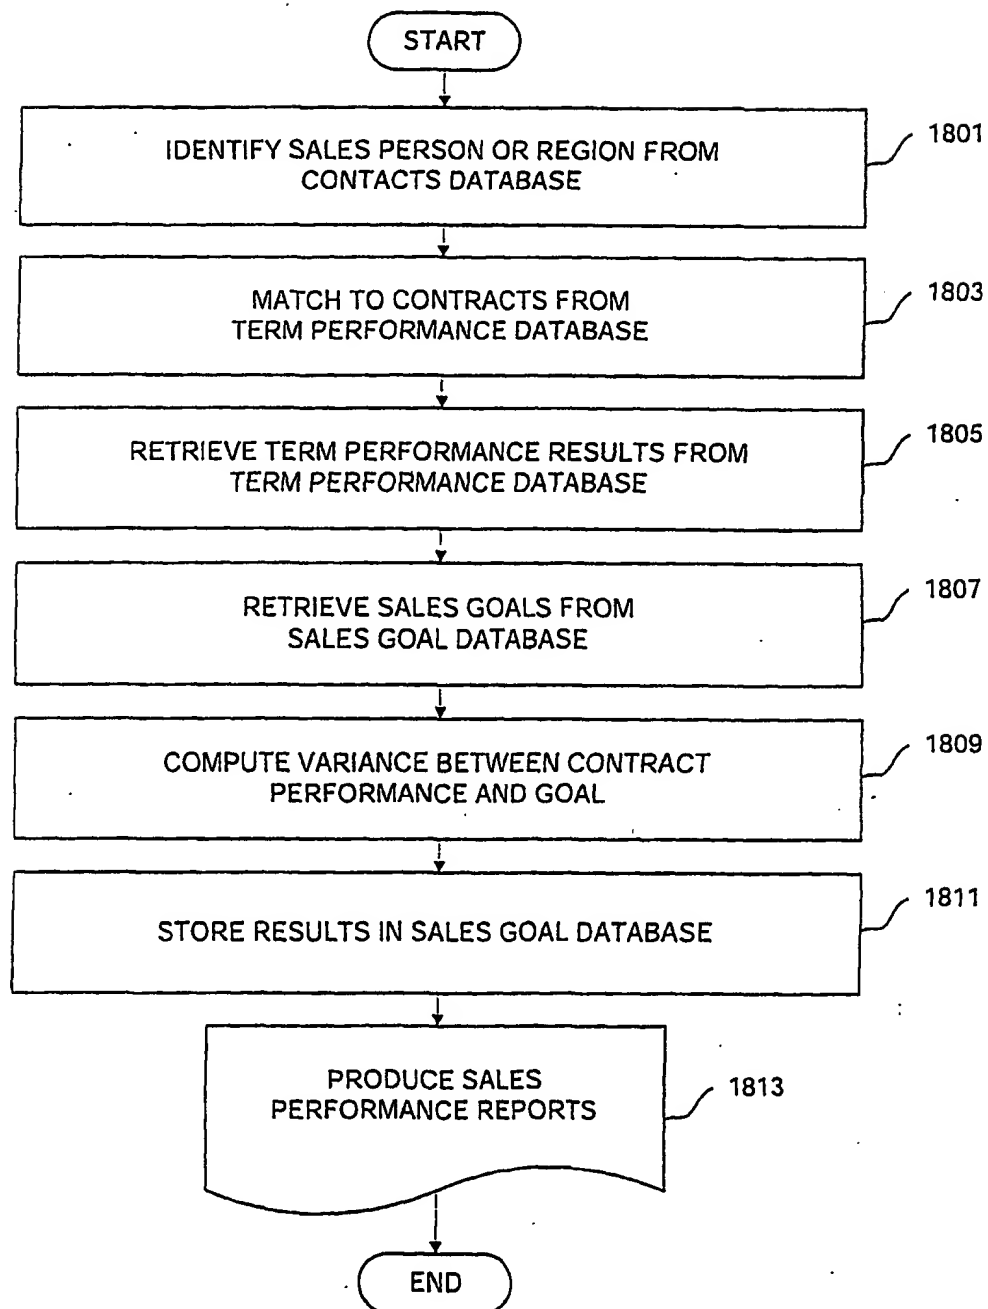 START
IDENTIFY SALES PERSON OR REGION FROM
CONTACTS DATABASE
1801
MATCH TO CONTRACTS FROM
TERM PERFORMANCE DATABASE
1803
RETRIEVE TERM PERFORMANCE RESULTS FROM
TERM PERFORMANCE DATABASE
1805
RETRIEVE SALES GOALS FROM
SALES GOAL DATABASE
1807
COMPUTE VARIANCE BETWEEN CONTRACT
PERFORMANCE AND GOAL
1809
STORE RESULTS IN SALES GOAL DATABASE
1811
PRODUCE SALES
PERFORMANCE REPORTS
1813
END